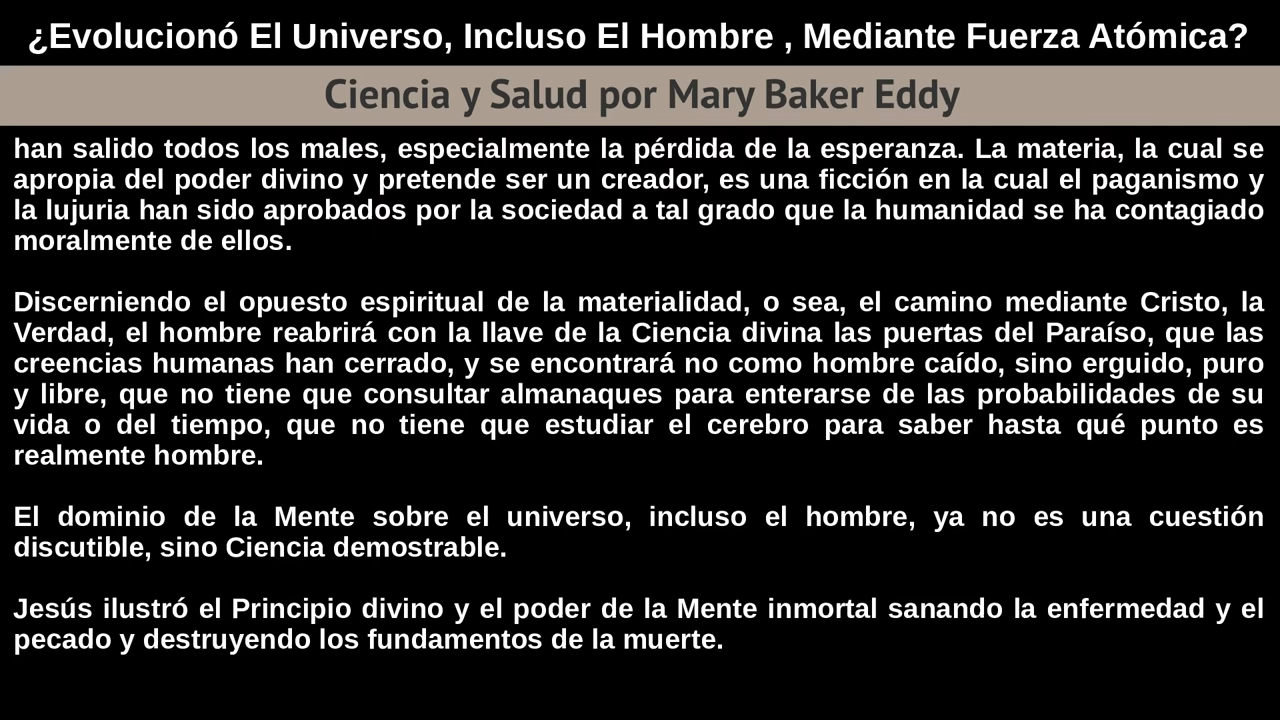 ¿Evolucionó El Universo, Incluso El Hombre , Mediante Fuerza Atómica?
Ciencia y Salud por Mary Baker Eddy
han salido todos los males, especialmente la pérdida de la esperanza. La materia, la cual se
apropia del poder divino y pretende ser un creador, es una ficción en la cual el paganismo y
la lujuria han sido aprobados por la sociedad a tal grado que la humanidad se ha contagiado
moralmente de ellos.
Discerniendo el opuesto espiritual de la materialidad, o sea, el camino mediante Cristo, la
Verdad, el hombre reabrirá con la llave de la Ciencia divina las puertas del Paraíso, que las
creencias humanas han cerrado, y se encontrará no como hombre caído, sino erguido, puro
y libre, que no tiene que consultar almanaques para enterarse de las probabilidades de su
vida o del tiempo, que no tiene que estudiar el cerebro para saber hasta qué punto es
realmente hombre.
El dominio de la Mente sobre el universo, incluso el hombre, ya no es una cuestión
discutible, sino Ciencia demostrable.
Jesús ilustró el Principio divino y el poder de la Mente inmortal sanando la enfermedad y el
pecado y destruyendo los fundamentos de la muerte.